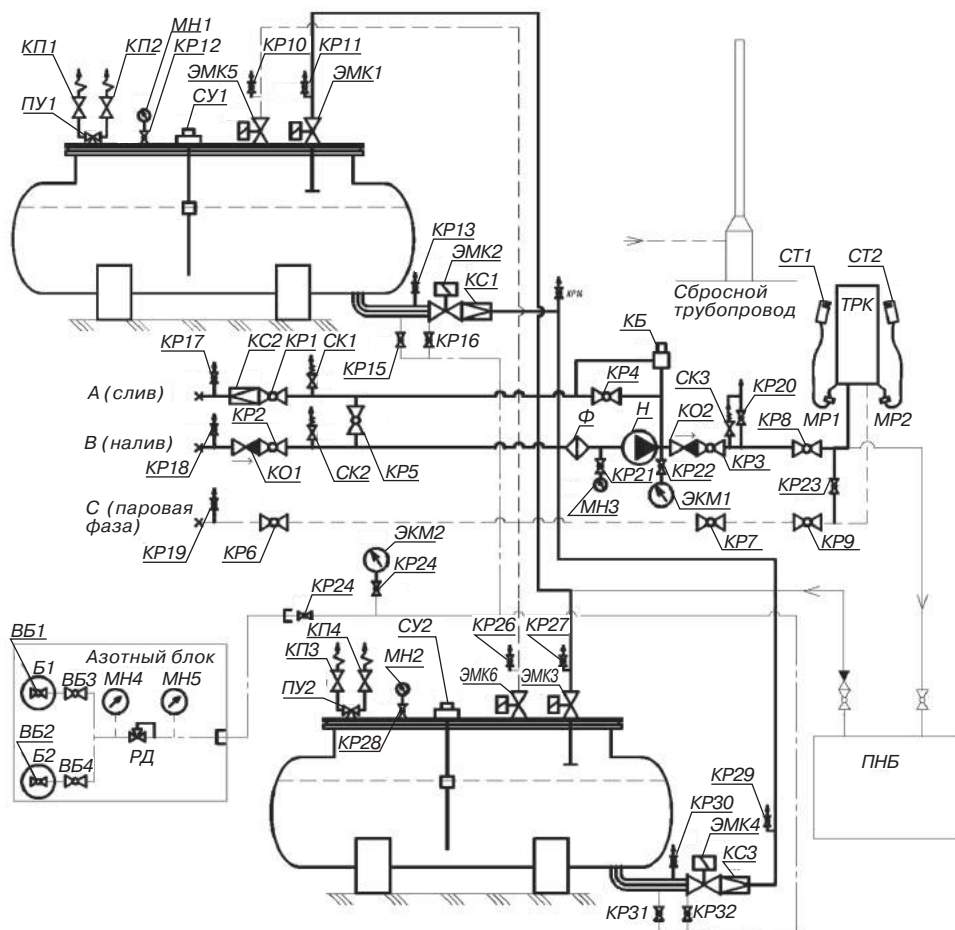 МН1
КП1
КП2
КР12
КР10
КР11
ЭМК5
ЭМК1
ПУ1
СУ1
КР13
ЭМК2
КС1
КР14
Сбросной
трубопровод
СТ1
СТ2
ТРК
КР17
КС2
КР1
СК1
КР15
КР16
КБ
КР4
А (слив)
СК3
КР20
КР2
Ф
Н
КО2
КР8
МР1
МР2
В (налив)
КР18
КО1
СК2
КР5
КР21
КР22
КР3
МН3
ЭКМ1
КР23
С (паровая
фаза)
КР19
КР6
КР7
КР9
ЭКМ2
КР24
КР24
ВБ1
Азотный блок
Б1
ВБ3
МН4
МН5
КП4
КП3
СУ2
КР26
КР27
МН2
ЭМК6
ЭМК3
ПУ2
КР28
ВБ2
Б2
ВБ4
РД
ПНБ
КР29
КР30
ЭМК4
КС3
КР31
КР32